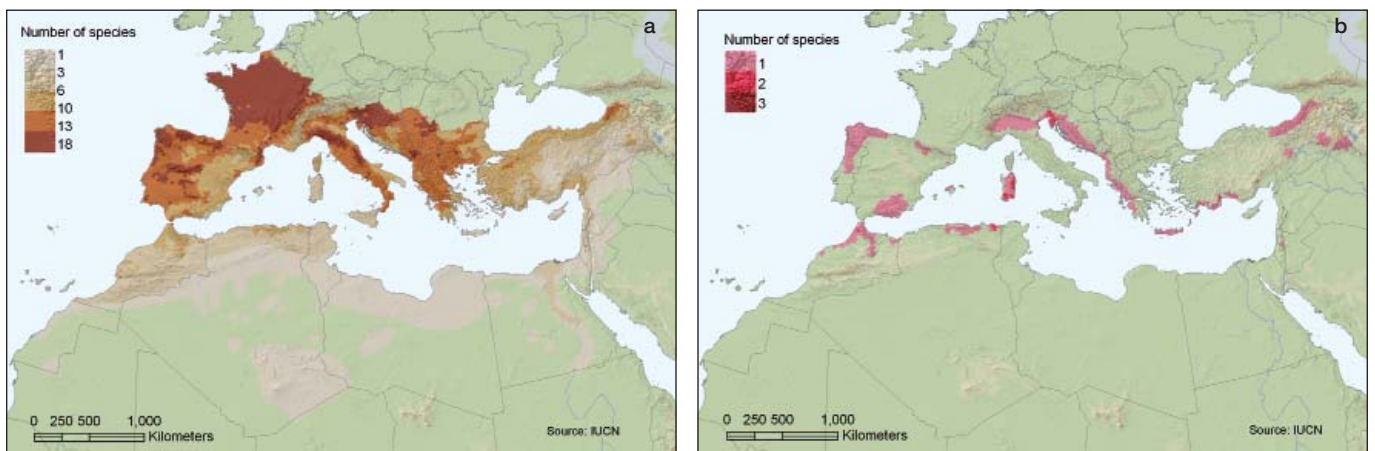 a
Number of species
1
3
6
10
13
18
0 250 500 1,000
Kilometers
Source: IUCN
b
Number of species
1
2
3
0 250 500 1,000
Kilometers
Source: IUCN